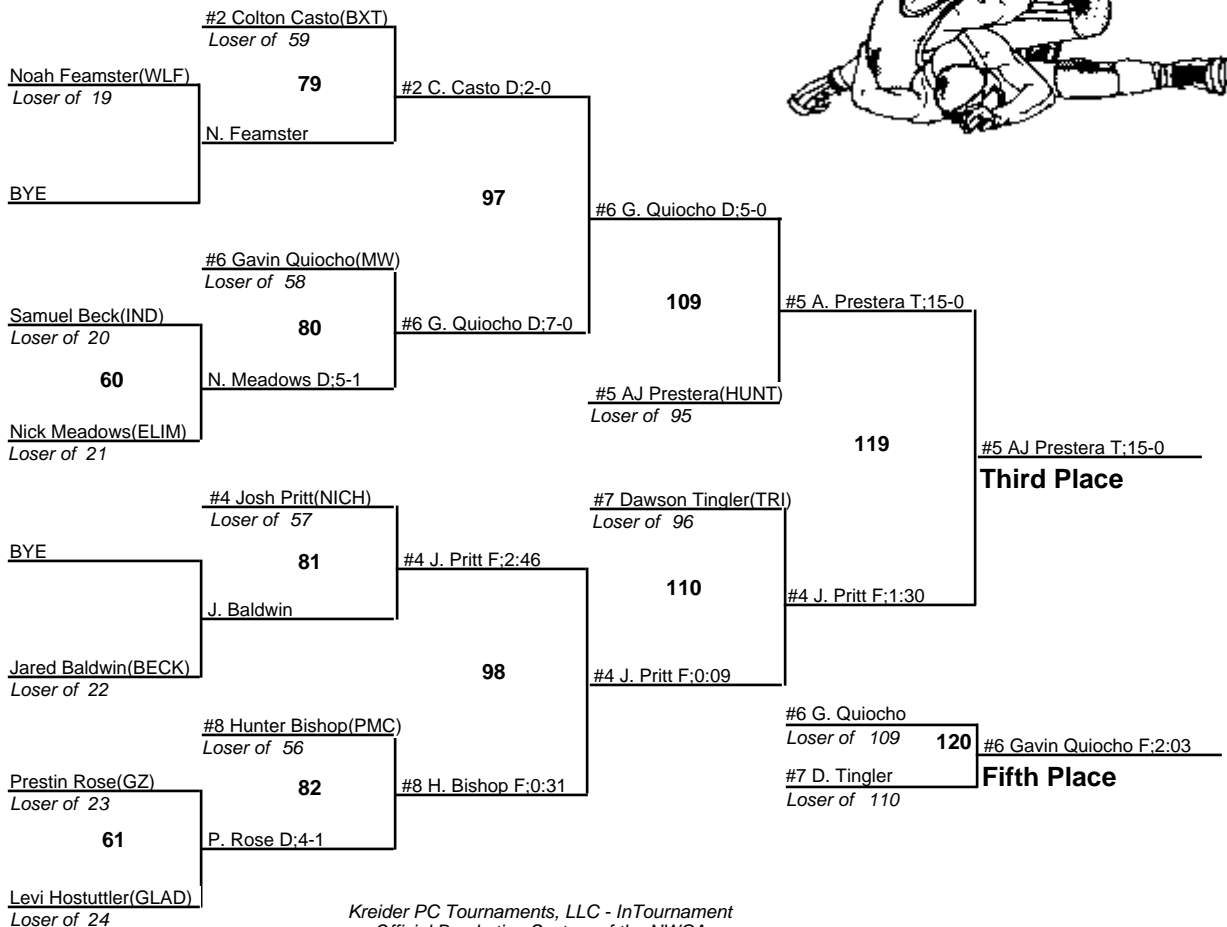 #2 Colton Casto(BXT)
Loser of 59
Noah Feamster(WLF)
Loser of 19
79
#2 C. Casto D;2-0
N. Feamster
BYE
97
#6 G. Quiocho D;5-0
#6 Gavin Quiocho(MW)
Loser of 58
Samuel Beck(IND)
Loser of 20
80
#6 G. Quiocho D;7-0
109
#5 A. Prestera T;15-0
60
N. Meadows D;5-1
#5 AJ Prestera(HUNT)
Loser of 95
Nick Meadows(ELIM)
Loser of 21
119
#5 AJ Prestera T;15-0
Third Place
#4 Josh Pritt(NICH)
Loser of 57
#7 Dawson Tingler(TRI)
Loser of 96
BYE
81
#4 J. Pritt F;2:46
110
#4 J. Pritt F;1:30
J. Baldwin
Jared Baldwin(BECK)
Loser of 22
98
#4 J. Pritt F;0:09
#8 Hunter Bishop(PMC)
Loser of 56
#6 G. Quiocho
Loser of 109
120
#6 Gavin Quiocho F;2:03
Fifth Place
#7 D. Tingler
Loser of 110
Prestin Rose(GZ)
Loser of 23
82
#8 H. Bishop F;0:31
61
P. Rose D;4-1
Levi Hostuttler(GLAD)
Loser of 24
Kreider PC Tournaments, LLC - InTournament